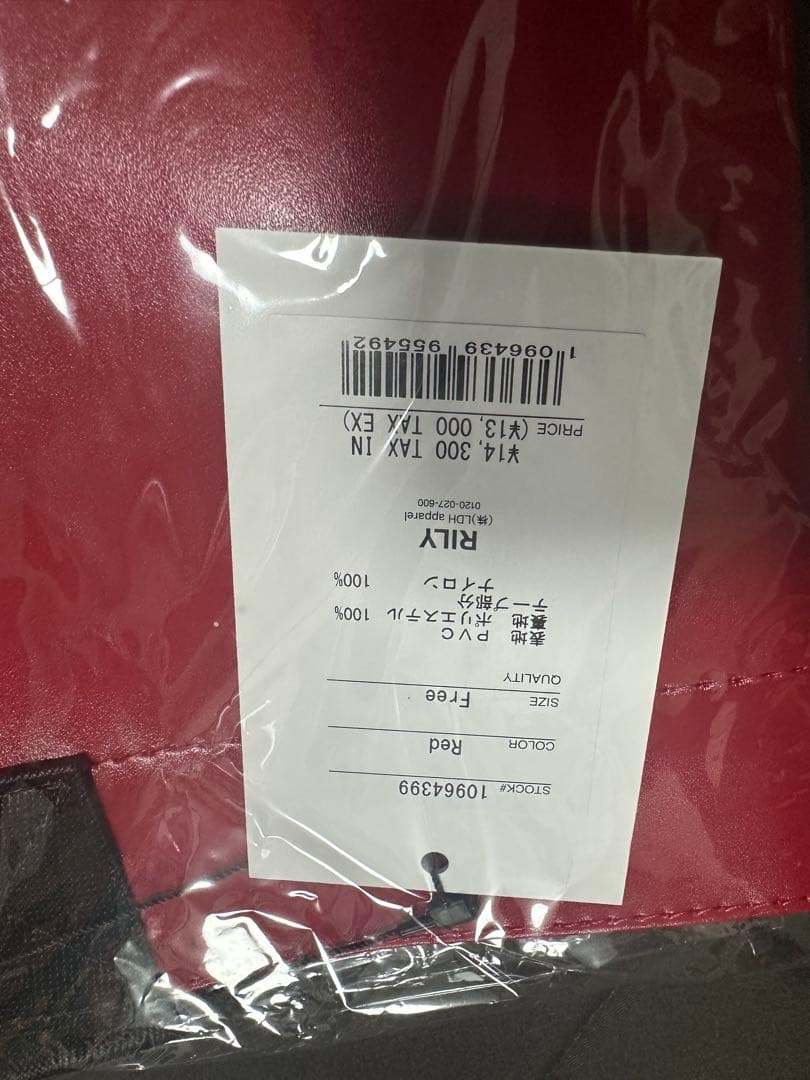 STOCK# 10964399
COLOR Red
SIZE Free
QUALITY
表地 PVC
裏地 ポリエステル 100%
テープ部分
ナイロン 100%
RILY
(株)LDH apparel
0120-027-600
¥14,300 TAX IN
PRICE (¥13,000 TAX EX)
1 096439 955492